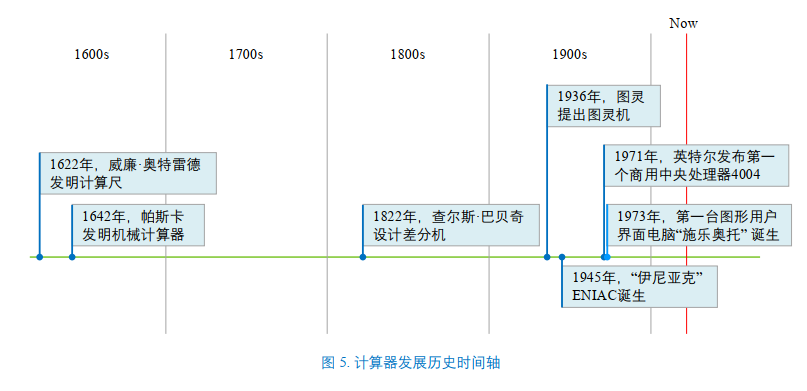 Now
1600s
1700s
1800s
1900s
1936年，图灵
提出图灵机
1622年，威廉·奥特雷德
发明计算尺
1971年，英特尔发布第一
个商用中央处理器4004
1642年，帕斯卡
发明机械计算器
1822年，查尔斯·巴贝奇
设计差分机
1973年，第一台图形用户
界面电脑“施乐奥托” 诞生
1945年，“伊尼亚克”
ENIAC诞生
图 5. 计算器发展历史时间轴